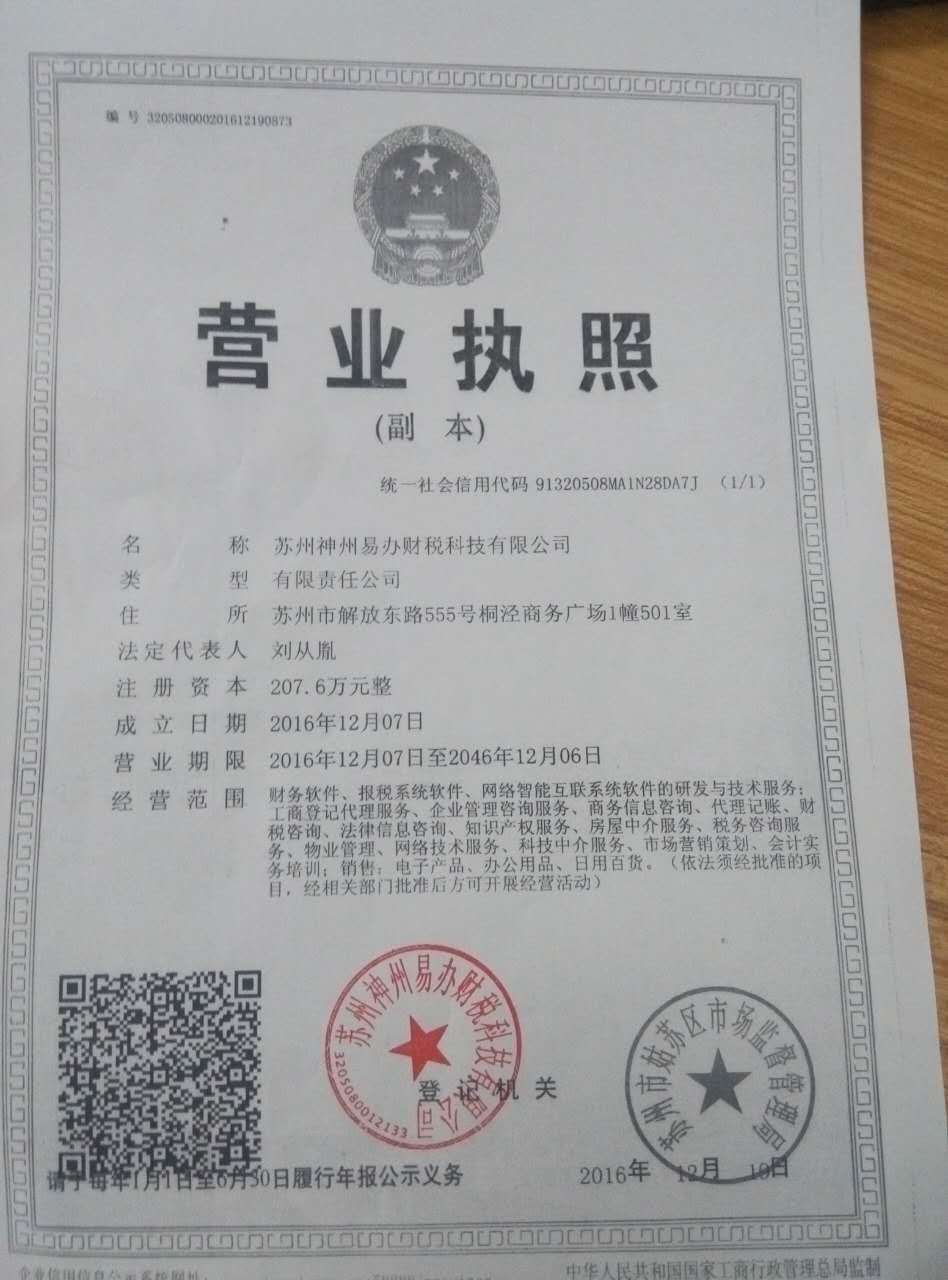 编 号 320508000201612190873
营业执照
(副 本)
统一社会信用代码 91320508MA1N28DA7J (1/1)
名 称 苏州神州易办财税科技有限公司
类 型 有限责任公司
住 所 苏州市解放东路555号桐泾商务广场1幢501室
法定代表人 刘从胤
注册资本 207.6万元整
成立日期 2016年12月07日
营业期限 2016年12月07日至2046年12月06日
经营范围 财务软件、报税系统软件、网络智能互联系统软件的研发与技术服务;
工商登记代理服务、企业管理咨询服务、商务信息咨询、代理记账、财
税咨询、法律信息咨询、知识产权服务、房屋中介服务、税务咨询服
务、物业管理、网络技术服务、科技中介服务、市场营销策划、会计实
务培训;销售:电子产品、办公用品、日用百货。(依法须经批准的项
目,经相关部门批准后方可开展经营活动)
苏州神州易办财税科技有限公司
3205080012133
登记机关
苏州市姑苏区市场监督管理局
请于每年1月1日至6月30日履行年报公示义务
2016年 12月 19日
企业信用信息公示系统网址:
中华人民共和国国家工商行政管理总局监制